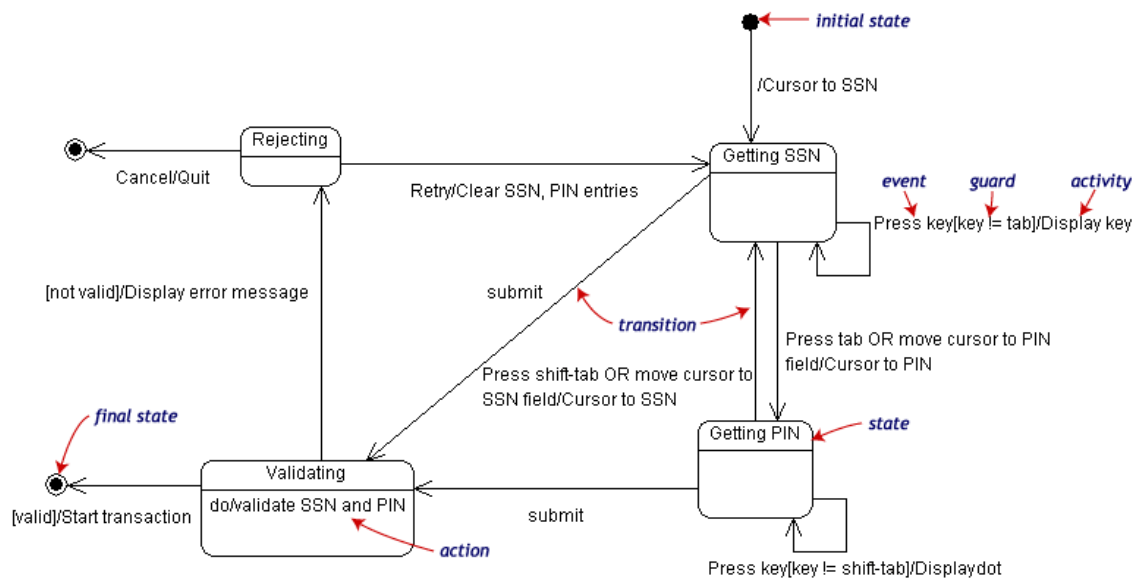 initial state
/Cursor to SSN
Rejecting
Getting SSN
Cancel/Quit
Retry/Clear SSN, PIN entries
event
guard
activity
Press key[key != tab]/Display key
[not valid]/Display error message
submit
transition
Press tab OR move cursor to PIN
field/Cursor to PIN
Press shift-tab OR move cursor to
SSN field/Cursor to SSN
final state
Getting PIN
state
Validating
do/validate SSN and PIN
[valid]/Start transaction
submit
action
Press key[key != shift-tab]/Displaydot